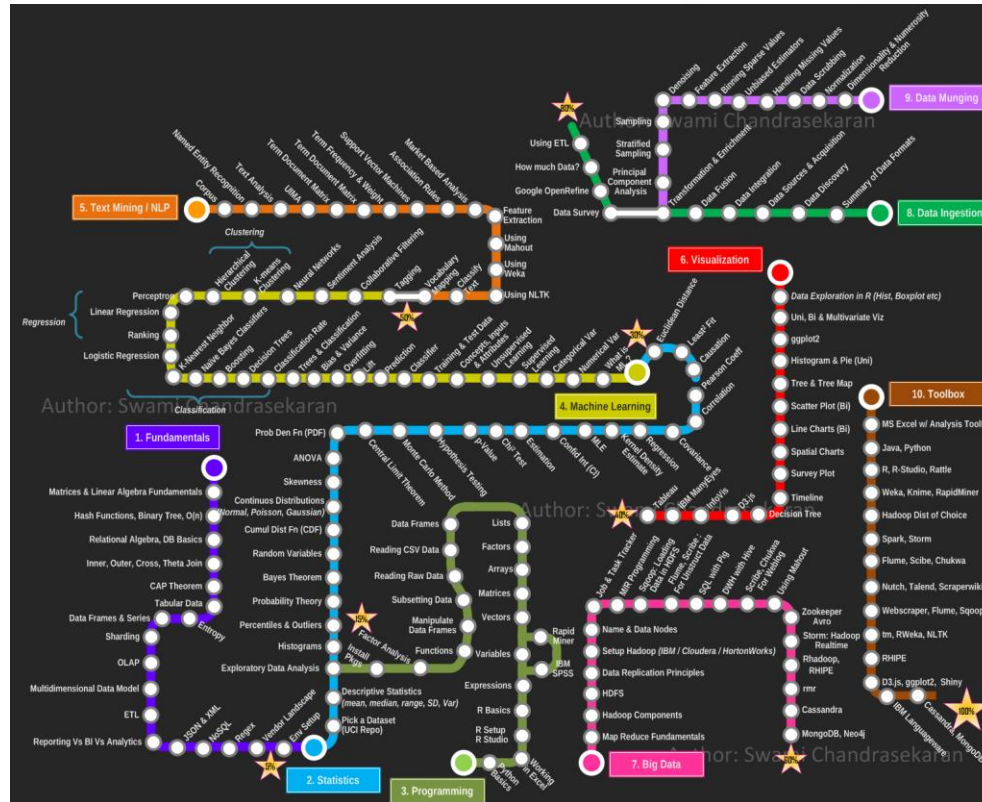 Denoising
Feature Extraction
Binning Sparse Values
Unbiased Estimators
Handling Missing Values
Data Scrubbing
Normalization
Dimensionality & Numerosity
Reduction
9. Data Munging
Author: Swami Chandrasekaran
Sampling
Stratified
Sampling
Principal
Component
Analysis
80%
Using ETL
How much Data?
Google OpenRefine
Data Survey
Transformation & Enrichment
Data Fusion
Data Integration
Data Sources & Acquisition
Data Discovery
Summary of Data Formats
8. Data Ingestion
5. Text Mining / NLP
Corpus
Named Entity Recognition
Text Analysis
UIMA
Term Document Matrix
Term Document Matrix
Term Frequency & Weight
Support Vector Machines
Association Rules
Market Based Analysis
Feature
Extraction
Using
Mahout
Using
Weka
Using NLTK
Classify
Text
Vocabulary
Mapping
Tagging
50%
Collaborative Filtering
Sentiment Analysis
Neural Networks
Clustering
K-means
Clustering
Hierarchical
Clustering
Perceptron
Linear Regression
Regression
Ranking
Logistic Regression
K-Nearest Neighbor
Naive Bayes Classifiers
Boosting
Decision Trees
Classification Rate
Classification
Trees & Classification
Bias & Variance
Ovefitting
Lift
Prediction
Classifier
Training & Test Data
Concepts, Inputs
& Attributes
Unsupervised
Learning
Supervised
Learning
Categorical Var
Numerical Var
What is
ML?
30%
4. Machine Learning
Author: Swami Chandrasekaran
Euclidean Distance
Least² Fit
Causation
Pearson Coeff
Correlation
Covariance
Regression
Kernel Density
Estimate
MLE
Confid Int (CI)
Estimation
Chi² Test
p-Value
Hypothesis Testing
Monte Carlo Method
Central Limit Theorem
Prob Den Fn (PDF)
ANOVA
Skewness
Continues Distributions
(Normal, Poisson, Gaussian)
Cumul Dist Fn (CDF)
Random Variables
Bayes Theorem
Probability Theory
Percentiles & Outliers
Histograms
Exploratory Data Analysis
Descriptive Statistics
(mean, median, range, SD, Var)
Pick a Dataset
(UCI Repo)
2. Statistics
1. Fundamentals
Matrices & Linear Algebra Fundamentals
Hash Functions, Binary Tree, O(n)
Relational Algebra, DB Basics
Inner, Outer, Cross, Theta Join
CAP Theorem
Tabular Data
Entropy
Data Frames & Series
Sharding
OLAP
Multidimensional Data Model
ETL
Reporting Vs BI Vs Analytics
JSON & XML
NoSQL
Regex
Vendor Landscape
Env Setup
5%
15%
Install
Pkgs
Factor Analysis
Functions
Manipulate
Data Frames
Subsetting Data
Reading Raw Data
Reading CSV Data
Data Frames
Lists
Factors
Arrays
Matrices
Vectors
Variables
Rapid
Miner
IBM
SPSS
Expressions
R Basics
R Setup
R Studio
Working
in Excel
Python
Basics
3. Programming
6. Visualization
Data Exploration in R (Hist, Boxplot etc)
Uni, Bi & Multivariate Viz
ggplot2
Histogram & Pie (Uni)
Tree & Tree Map
Scatter Plot (Bi)
Line Charts (Bi)
Spatial Charts
Survey Plot
Timeline
Decision Tree
D3.js
InfoVis
IBM ManyEyes
Tableau
40%
Author: Swami Chandrasekaran
Job & Task Tracker
M/R Programming
Sqoop: Loading
Data in HDFS
Flume, Scribe :
For Unstruct Data
SQL with Pig
DWH with Hive
Scribe, Chukwa
For Weblog
Using Mahout
Zookeeper
Avro
Storm: Hadoop
Realtime
Rhadoop,
RHIPE
rmr
Cassandra
MongoDB, Neo4j
60%
Name & Data Nodes
Setup Hadoop (IBM / Cloudera / HortonWorks)
Data Replication Principles
HDFS
Hadoop Components
Map Reduce Fundamentals
7. Big Data
Author: Swami Chandrasekaran
10. Toolbox
MS Excel w/ Analysis Tool
Java, Python
R, R-Studio, Rattle
Weka, Knime, RapidMiner
Hadoop Dist of Choice
Spark, Storm
Flume, Scibe, Chukwa
Nutch, Talend, Scraperwiki
Webscraper, Flume, Sqoop
tm, RWeka, NLTK
RHIPE
D3.js, ggplot2, Shiny
IBM Languageware
Cassandra, MongoDB
100%